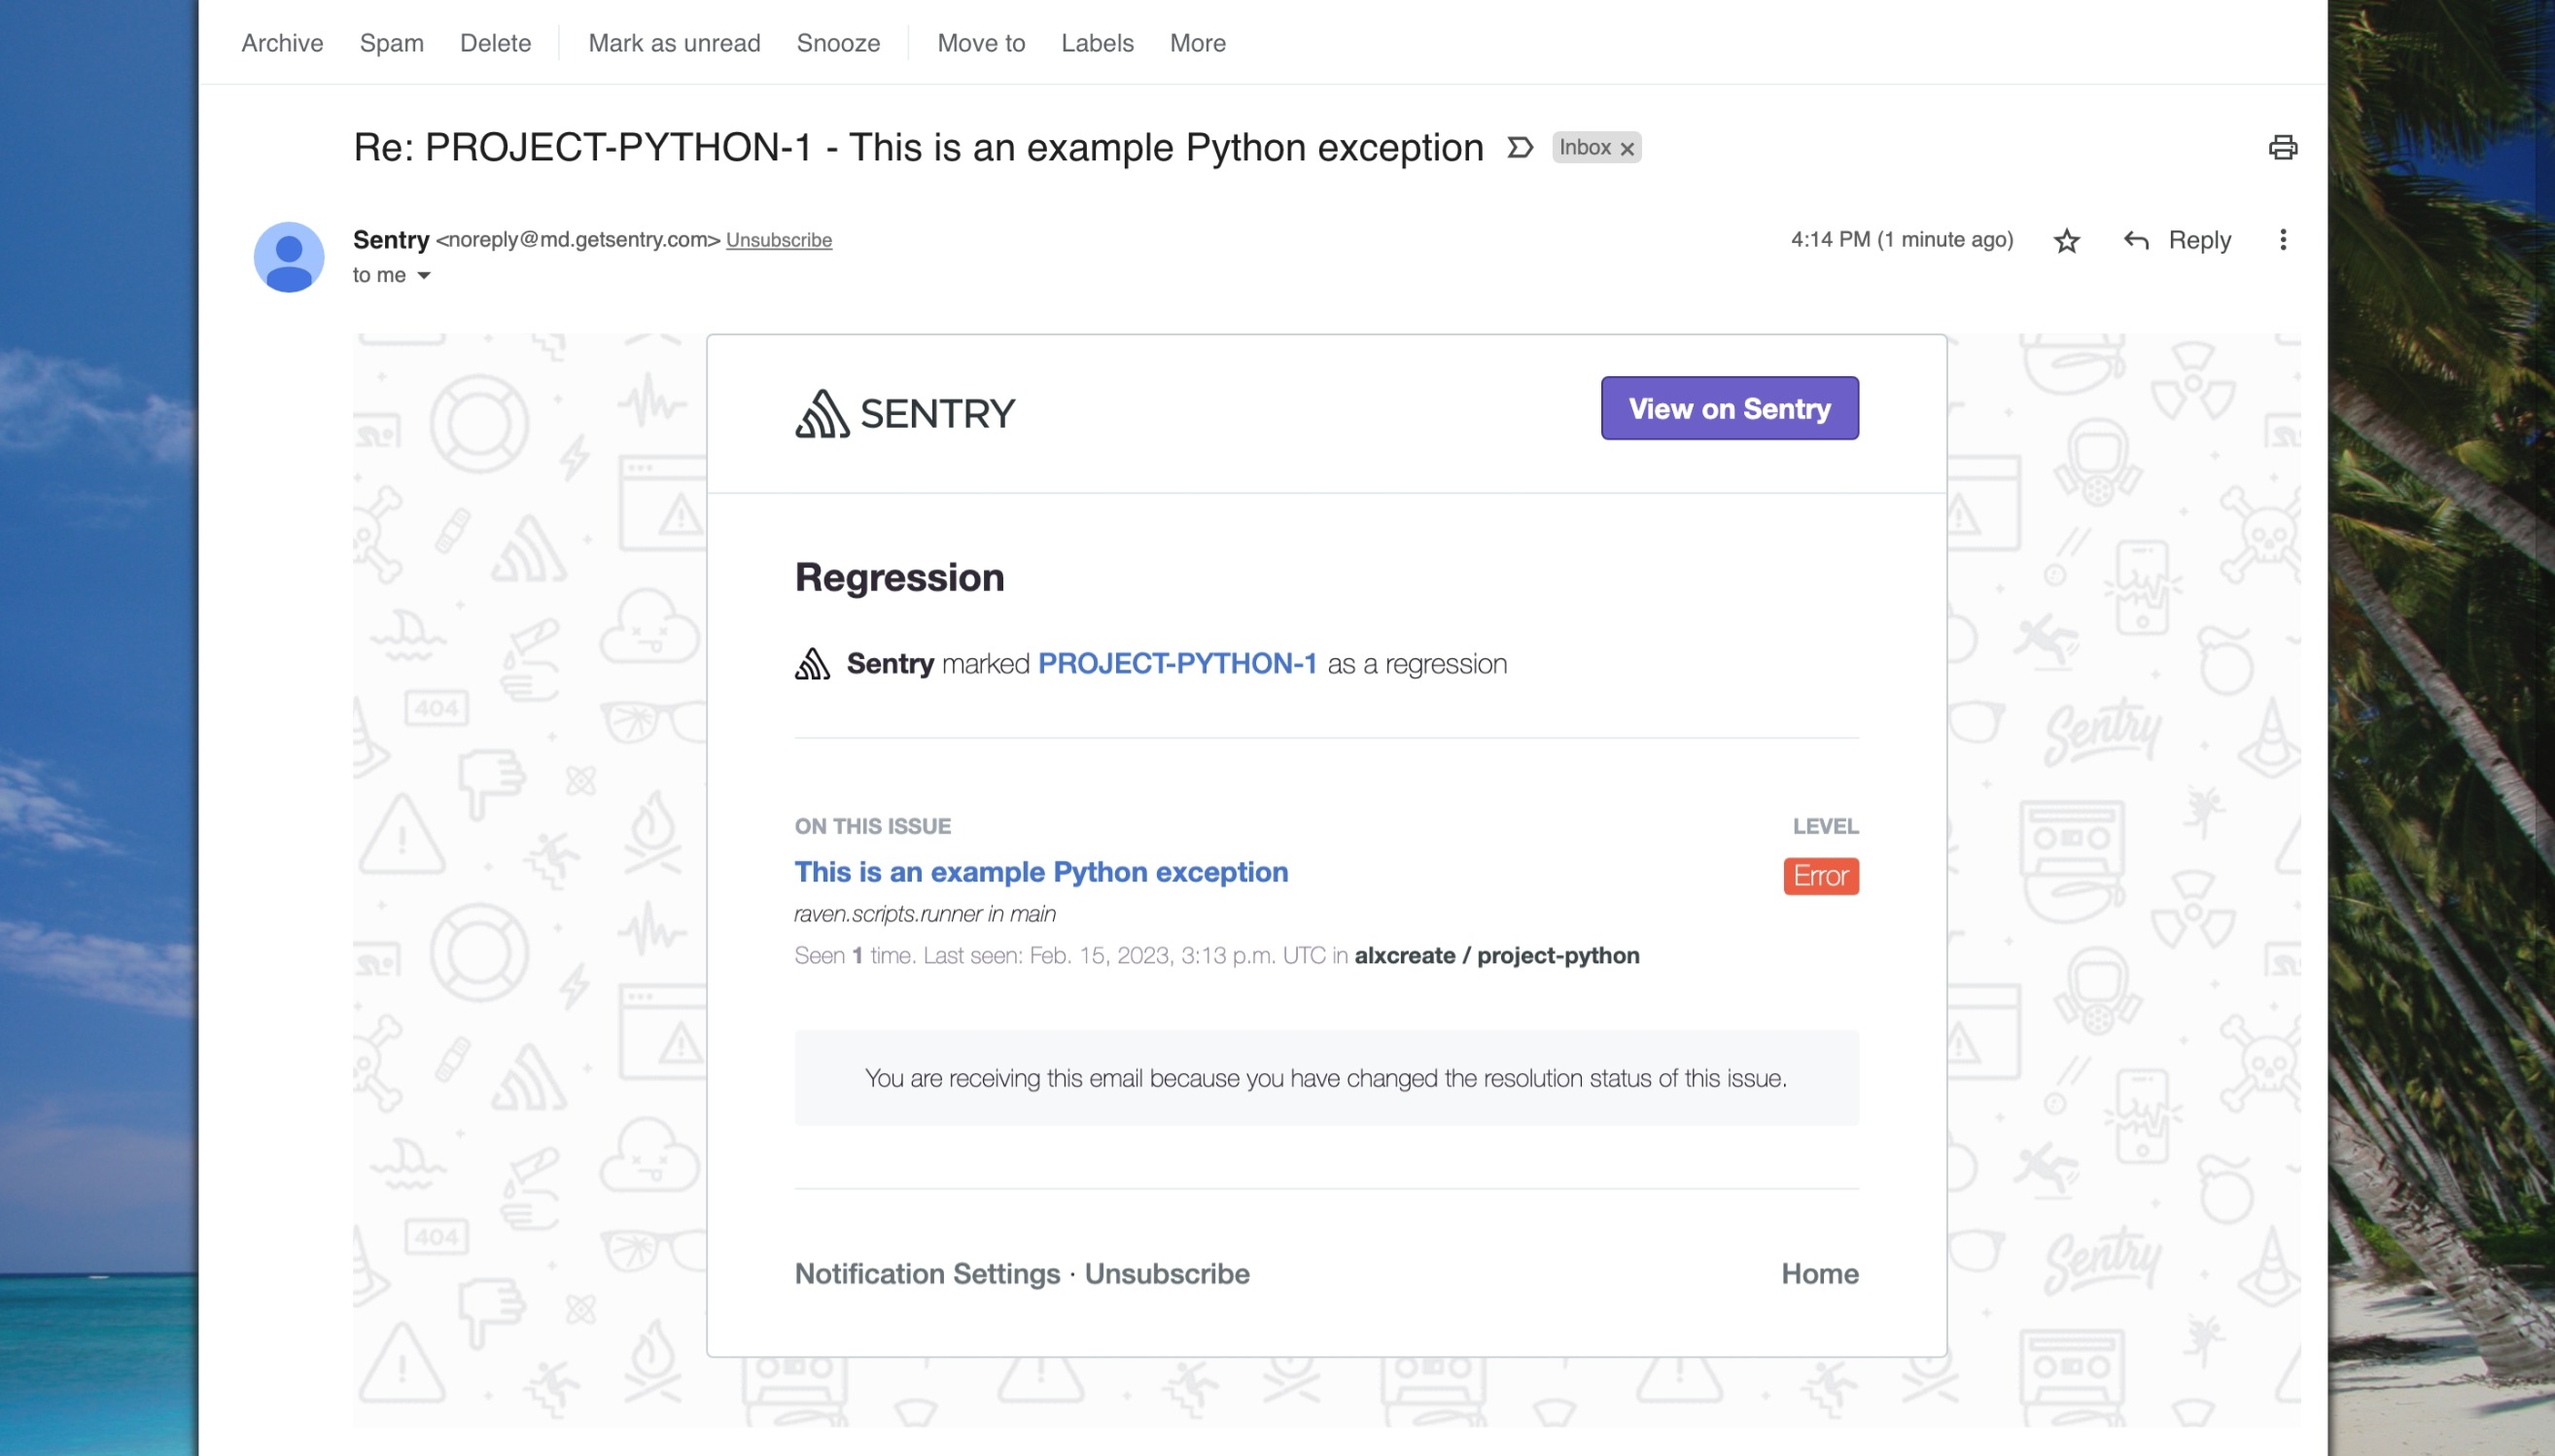 Archive Spam Delete Mark as unread Snooze Move to Labels More
Re: PROJECT-PYTHON-1 - This is an example Python exception Inbox x
Sentry <noreply@md.getsentry.com> Unsubscribe 4:14 PM (1 minute ago) Reply
to me
SENTRY View on Sentry
Regression
Sentry marked PROJECT-PYTHON-1 as a regression
ON THIS ISSUE LEVEL
This is an example Python exception Error
raven.scripts.runner in main
Seen 1 time. Last seen: Feb. 15, 2023, 3:13 p.m. UTC in alxcreate / project-python
You are receiving this email because you have changed the resolution status of this issue.
Notification Settings · Unsubscribe Home
404
Sentry
404
Sentry